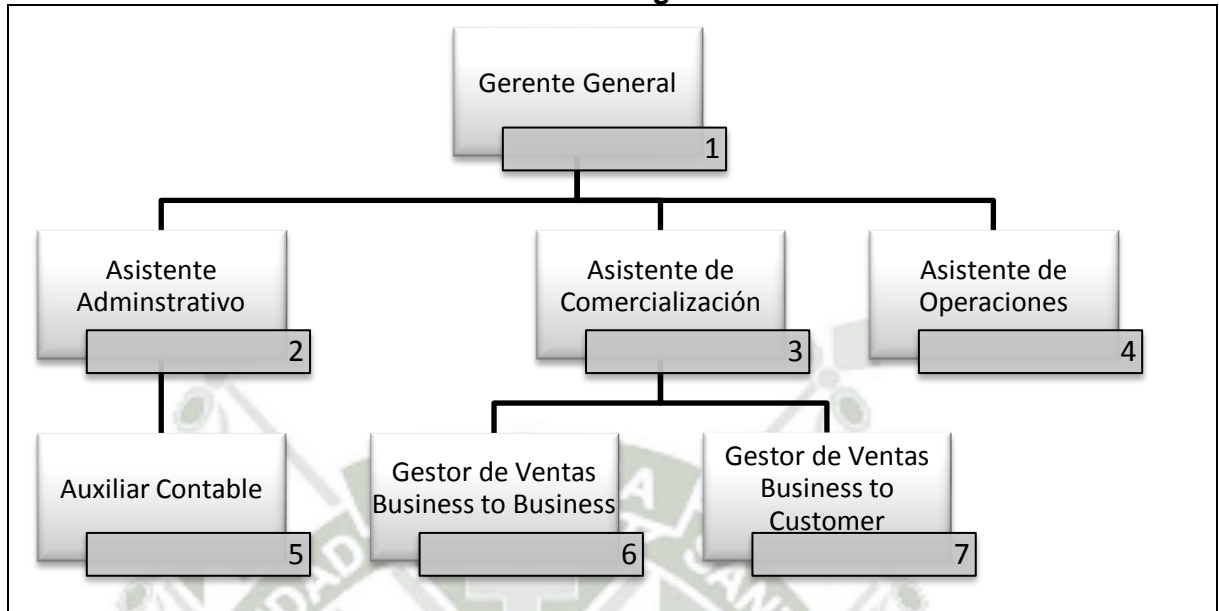 Gerente General
1
Asistente
Adminstrativo
2
Asistente de
Comercialización
3
Asistente de
Operaciones
4
Auxiliar Contable
5
Gestor de Ventas
Business to Business
6
Gestor de Ventas
Business to
Customer
7